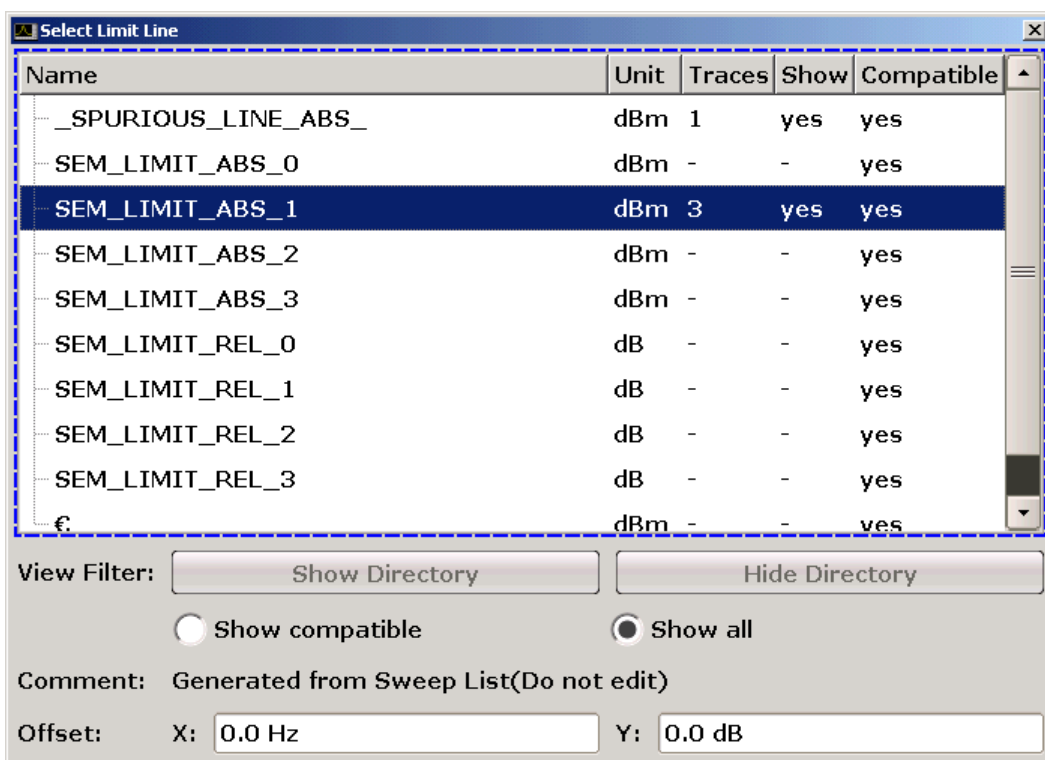 Select Limit Line
Name Unit Traces Show Compatible
_SPURIOUS_LINE_ABS_ dBm 1 yes yes
SEM_LIMIT_ABS_0 dBm - - yes
SEM_LIMIT_ABS_1 dBm 3 yes yes
SEM_LIMIT_ABS_2 dBm - - yes
SEM_LIMIT_ABS_3 dBm - - yes
SEM_LIMIT_REL_0 dB - - yes
SEM_LIMIT_REL_1 dB - - yes
SEM_LIMIT_REL_2 dB - - yes
SEM_LIMIT_REL_3 dB - - yes
€ dBm - - yes
View Filter: Show Directory Hide Directory
Show compatible Show all
Comment: Generated from Sweep List(Do not edit)
Offset: X: 0.0 Hz Y: 0.0 dB